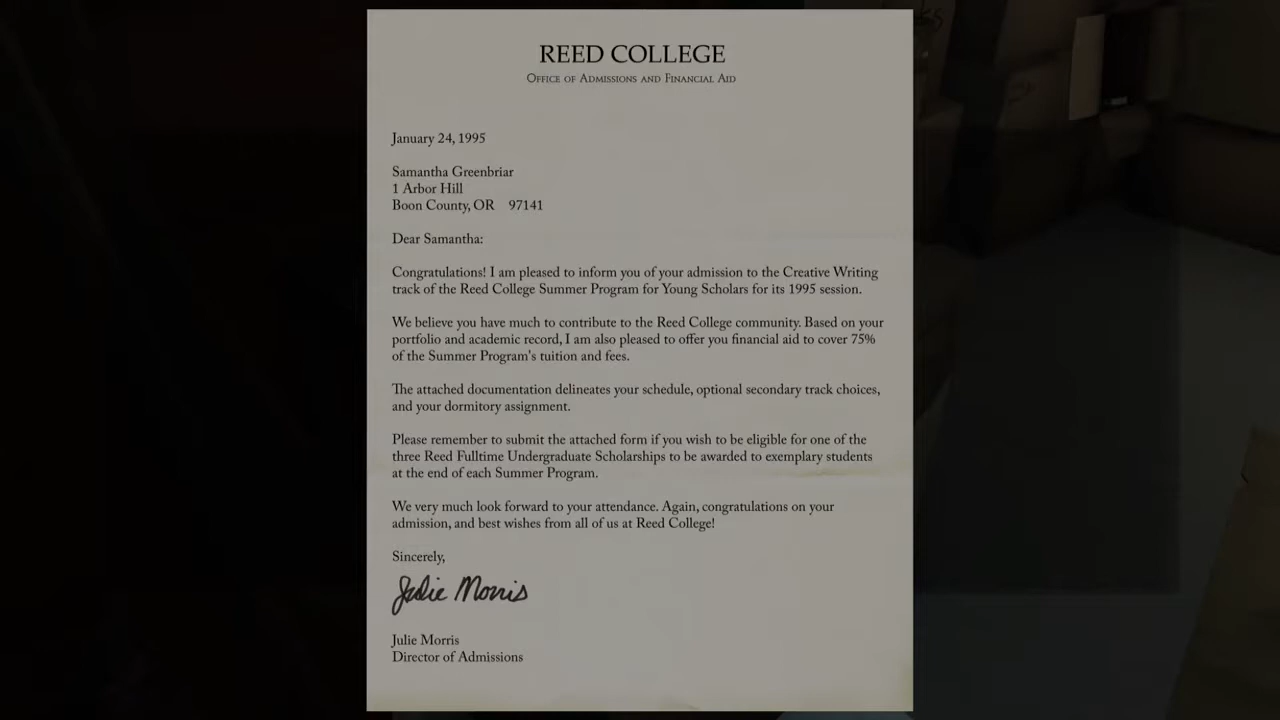 REED COLLEGE
Office of Admissions and Financial Aid
January 24, 1995
Samantha Greenbriar
1 Arbor Hill
Boon County, OR 97141
Dear Samantha:
Congratulations! I am pleased to inform you of your admission to the Creative Writing
track of the Reed College Summer Program for Young Scholars for its 1995 session.
We believe you have much to contribute to the Reed College community. Based on your
portfolio and academic record, I am also pleased to offer you financial aid to cover 75%
of the Summer Program's tuition and fees.
The attached documentation delineates your schedule, optional secondary track choices,
and your dormitory assignment.
Please remember to submit the attached form if you wish to be eligible for one of the
three Reed Fulltime Undergraduate Scholarships to be awarded to exemplary students
at the end of each Summer Program.
We very much look forward to your attendance. Again, congratulations on your
admission, and best wishes from all of us at Reed College!
Sincerely,
Julie Morris
Julie Morris
Director of Admissions